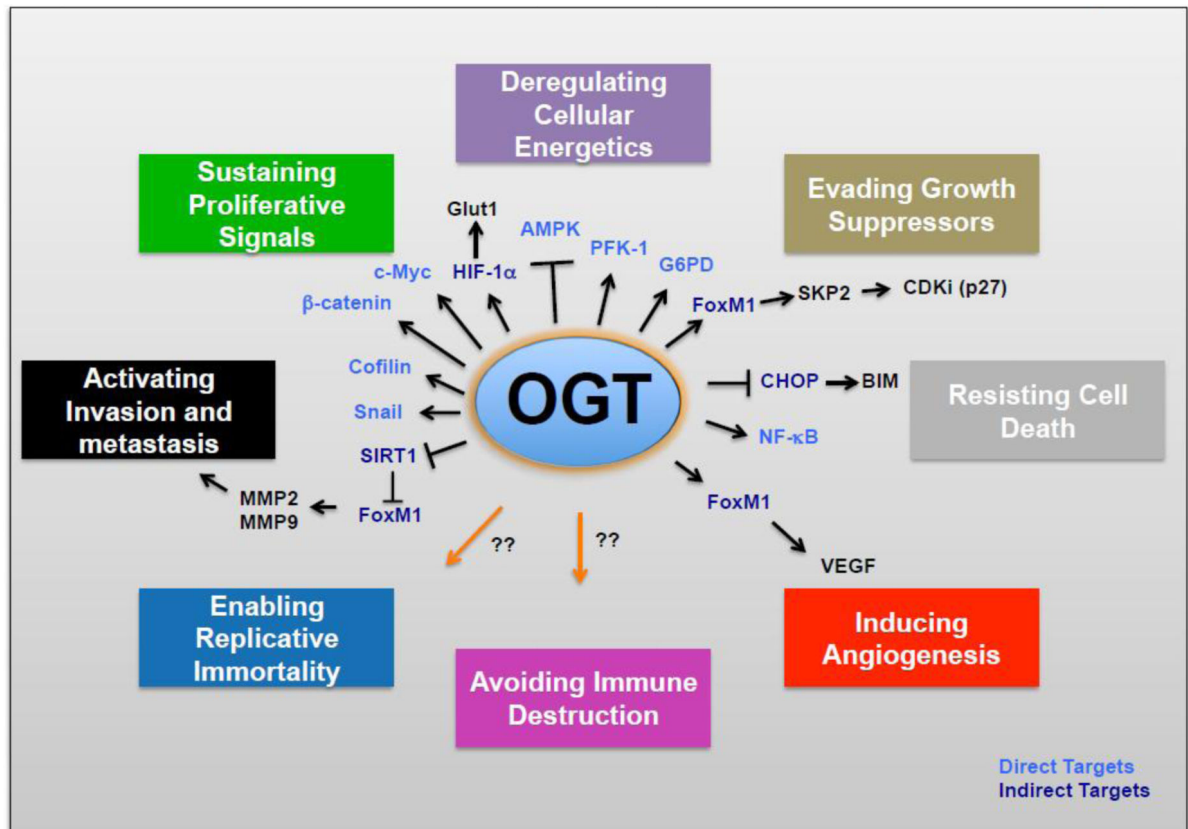 Deregulating
Cellular
Energetics
Sustaining
Proliferative
Signals
Evading Growth
Suppressors
Glut1
AMPK
PFK-1
c-Myc
HIF-1α
G6PD
β-catenin
FoxM1
SKP2
CDKi (p27)
Activating
Invasion and
metastasis
Cofilin
Snail
SIRT1
OGT
CHOP
BIM
NF-κB
Resisting Cell
Death
MMP2
MMP9
FoxM1
FoxM1
??
??
VEGF
Enabling
Replicative
Immortality
Avoiding Immune
Destruction
Inducing
Angiogenesis
Direct Targets
Indirect Targets